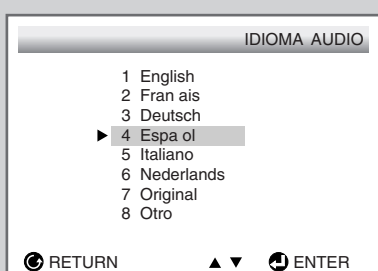 IDIOMA AUDIO
1 English
2 Fran ais
3 Deutsch
4 Espa ol
5 Italiano
6 Nederlands
7 Original
8 Otro
RETURN ENTER